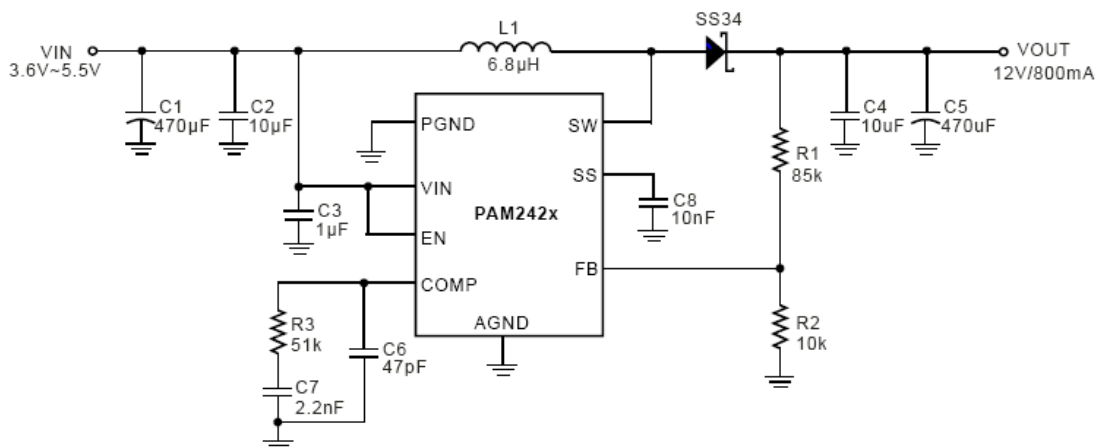 SS34
L1
VIN
3.6V~5.5V
6.8µH
VOUT
12V/800mA
C1
470µF
C2
10µF
C4
10uF
C5
470uF
PGND
SW
R1
85k
SS
VIN
C3
1µF
PAM242x
C8
10nF
EN
FB
COMP
R3
51k
AGND
R2
10k
C6
47pF
C7
2.2nF